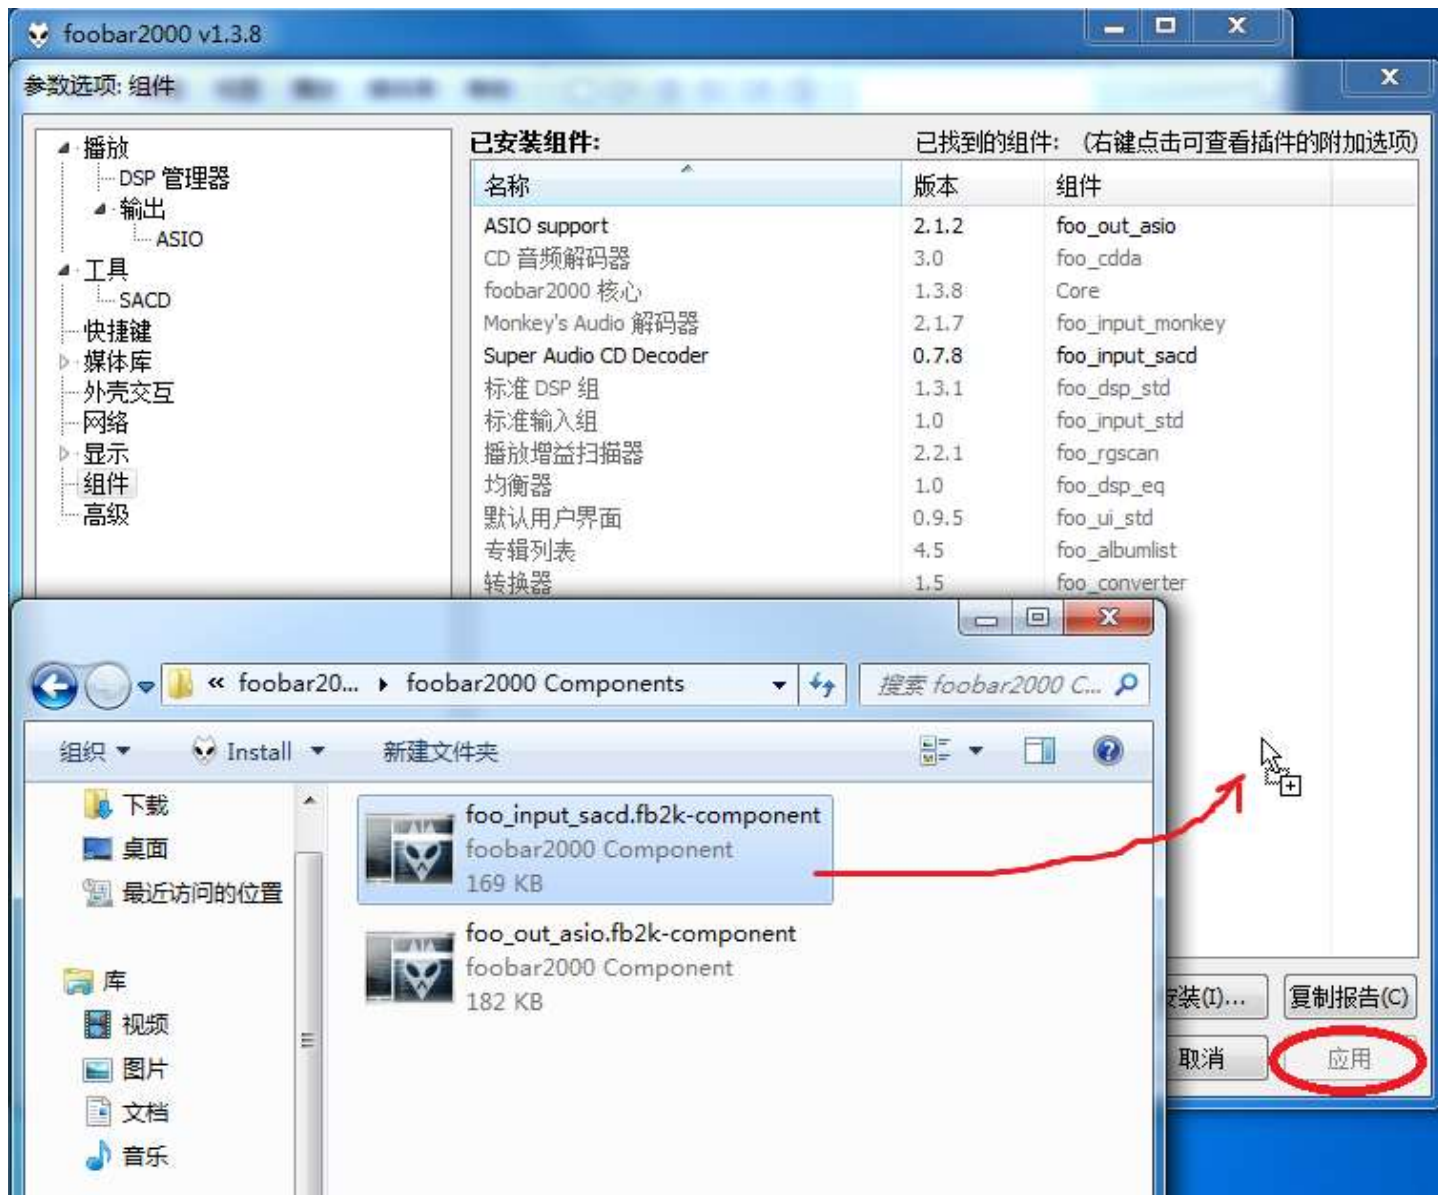 foobar2000 v1.3.8
参数选项: 组件
播放
DSP 管理器
输出
ASIO
工具
SACD
快捷键
媒体库
外壳交互
网络
显示
组件
高级
已安装组件: 已找到的组件: (右键点击可查看插件的附加选项)
名称 版本 组件
ASIO support 2.1.2 foo_out_asio
CD 音频解码器 3.0 foo_cdda
foobar2000 核心 1.3.8 Core
Monkey's Audio 解码器 2.1.7 foo_input_monkey
Super Audio CD Decoder 0.7.8 foo_input_sacd
标准 DSP 组 1.3.1 foo_dsp_std
标准输入组 1.0 foo_input_std
播放增益扫描器 2.2.1 foo_rgscan
均衡器 1.0 foo_dsp_eq
默认用户界面 0.9.5 foo_ui_std
专辑列表 4.5 foo_albumlist
转换器 1.5 foo_converter
« foobar20... foobar2000 Components 搜索 foobar2000 C...
组织 Install 新建文件夹
下载
桌面
最近访问的位置
库
视频
图片
文档
音乐
foo_input_sacd.fb2k-component
foobar2000 Component
169 KB
foo_out_asio.fb2k-component
foobar2000 Component
182 KB
装(I)... 复制报告(C)
取消 应用